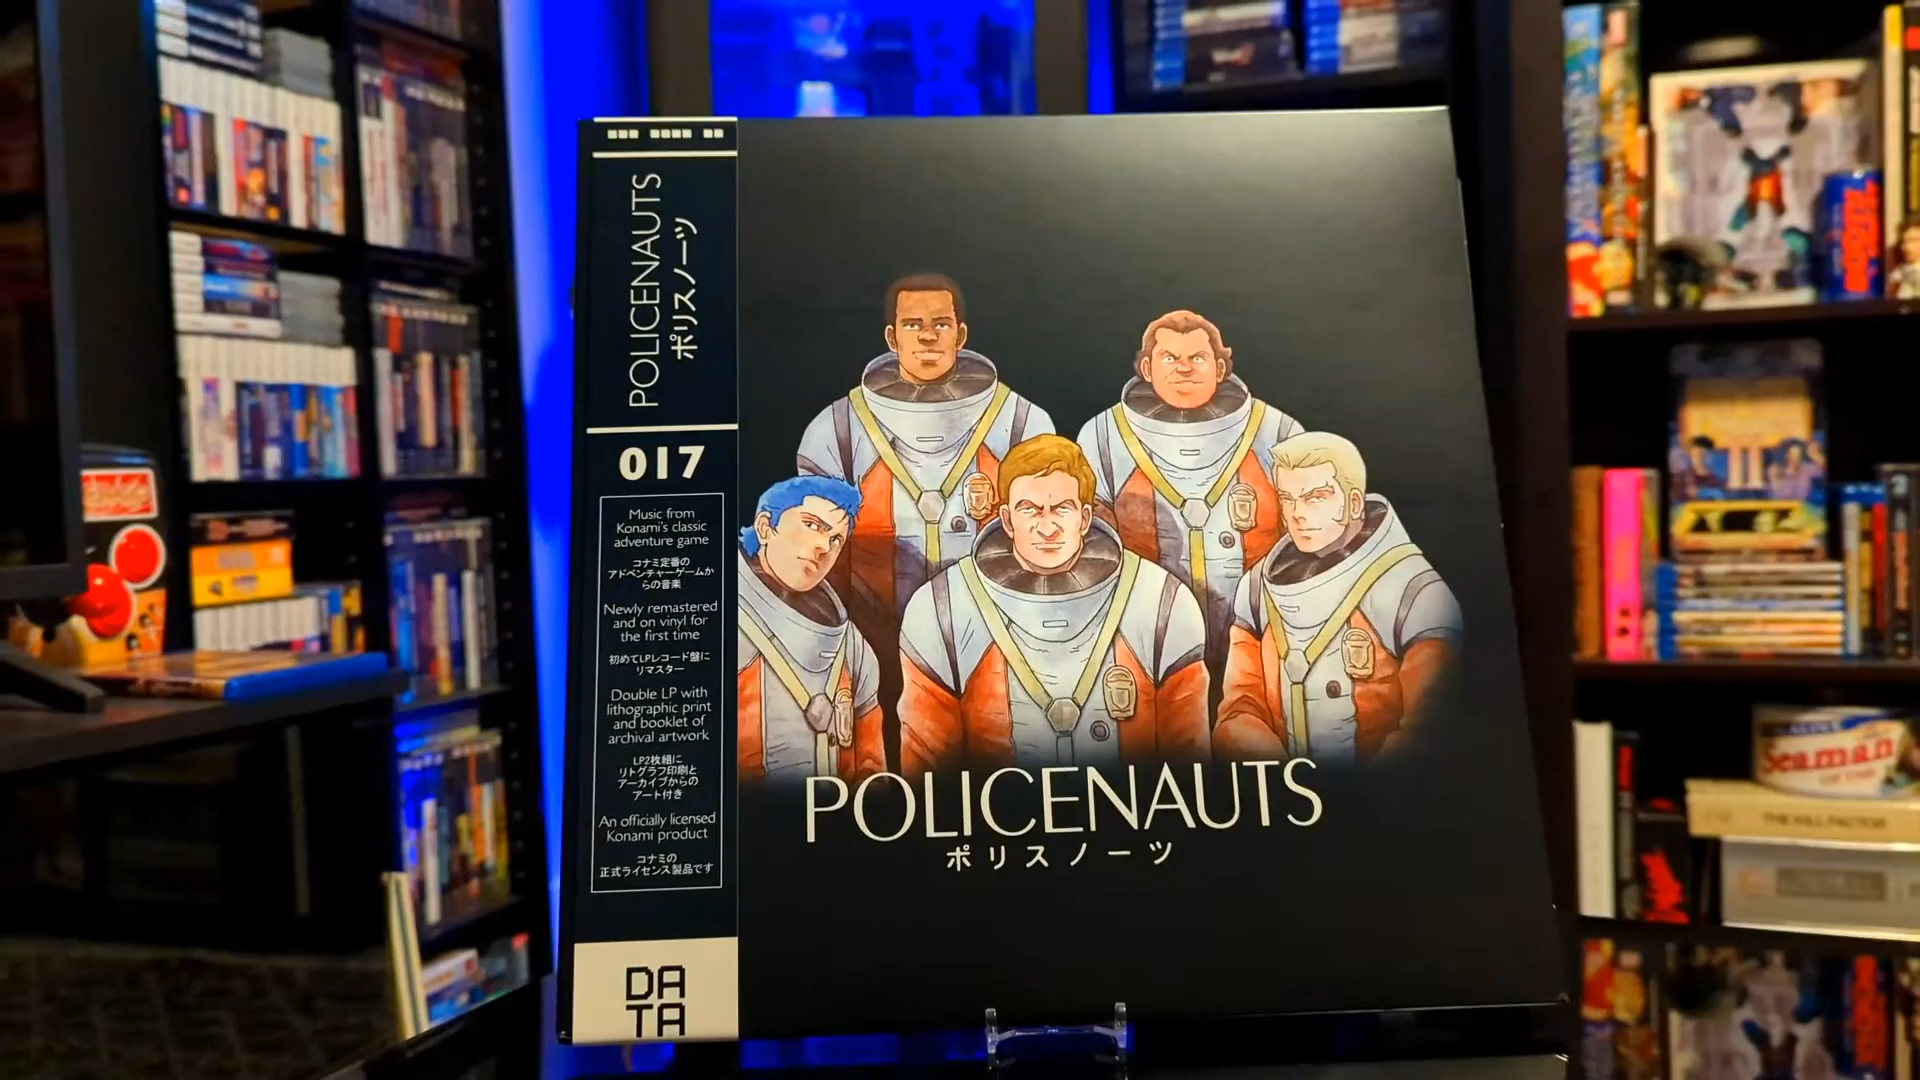 POLICENAUTS
ポリスノーツ
017
Music from
Konami's classic
adventure game
コナミ定番の
アドベンチャーゲームか
らの音楽
Newly remastered
and on vinyl for
the first time
初めてLPレコード盤に
リマスター
Double LP with
lithographic print
and booklet of
archival artwork
LP2枚組に
リトグラフ印刷と
アーカイブからの
アート付き
An officially licensed
Konami product
コナミの
正式ライセンス製品です
DA
TA
POLICENAUTS
ポリスノーツ
Seaman
THE KILL FACTOR